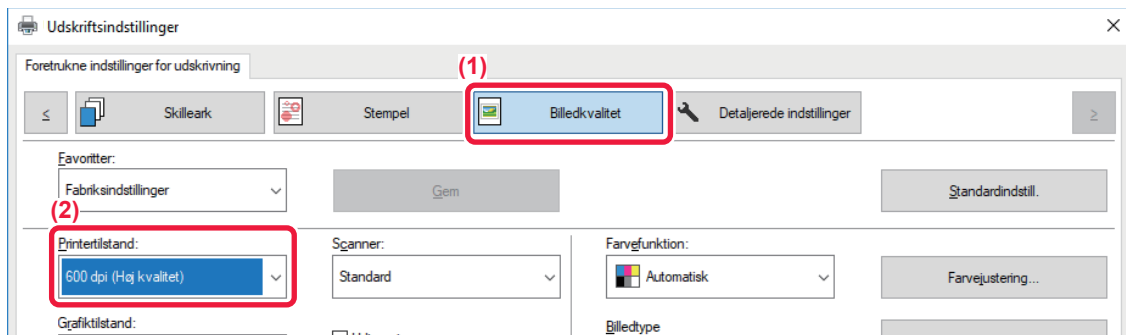 Udskriftsindstillinger
Foretrukne indstillinger for udskrivning
(1)
< Skilleark Stempel Billedkvalitet Detaljerede indstillinger >
Favoritter:
Fabriksindstillinger Gem Standardindstill.
(2)
Printertilstand: Scanner: Farvefunktion:
600 dpi (Høj kvalitet) Standard Automatisk Farvejustering...
Grafiktilstand: Billedtype